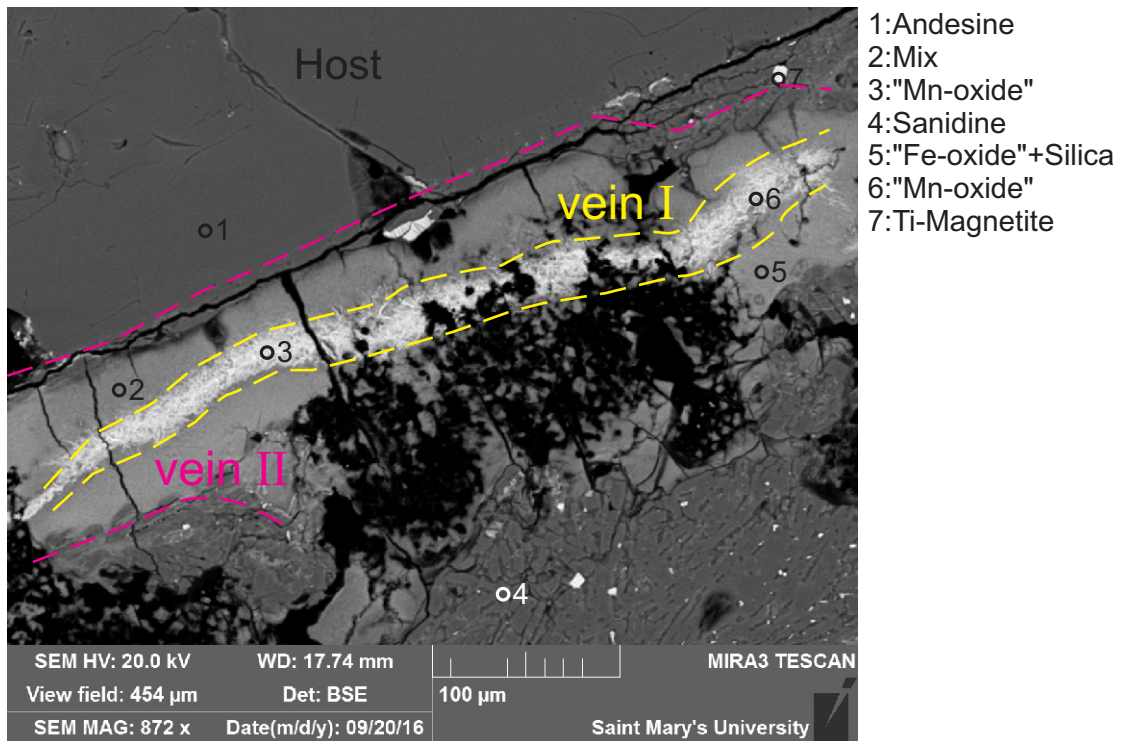 Host
1
2
3
4
5
6
7
vein I
vein II
1:Andesine
2:Mix
3:"Mn-oxide"
4:Sanidine
5:"Fe-oxide"+Silica
6:"Mn-oxide"
7:Ti-Magnetite
SEM HV: 20.0 kV WD: 17.74 mm MIRA3 TESCAN
View field: 454 µm Det: BSE 100 µm
SEM MAG: 872 x Date(m/d/y): 09/20/16 Saint Mary's University